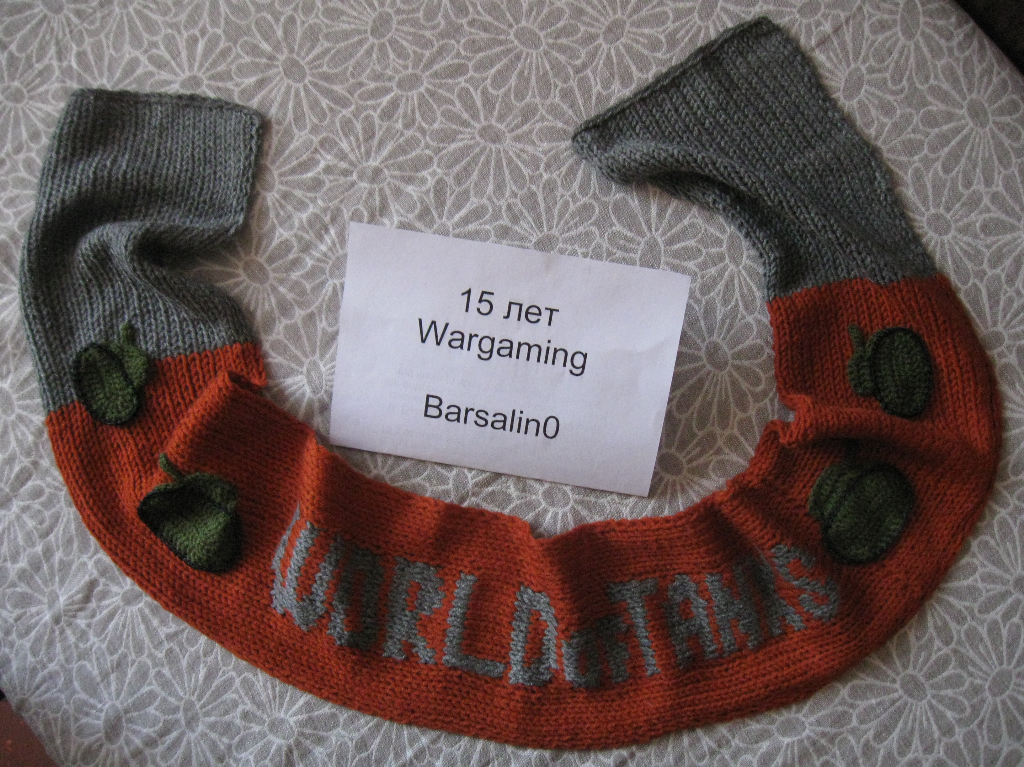 15 лет
Wargaming
Barsalin0
WORLD OF TANKS